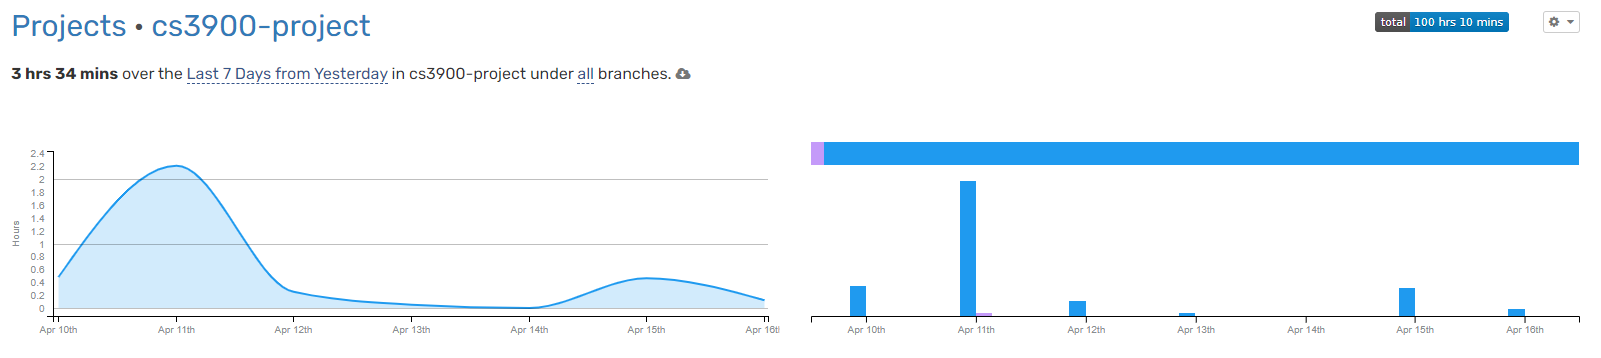 Projects • cs3900-project
total 100 hrs 10 mins
3 hrs 34 mins over the Last 7 Days from Yesterday in cs3900-project under all branches.
Hours
2.4
2.2
2
1.8
1.6
1.4
1.2
1
0.8
0.6
0.4
0.2
0
Apr 10th Apr 11th Apr 12th Apr 13th Apr 14th Apr 15th Apr 16t
Apr 10th Apr 11th Apr 12th Apr 13th Apr 14th Apr 15th Apr 16th